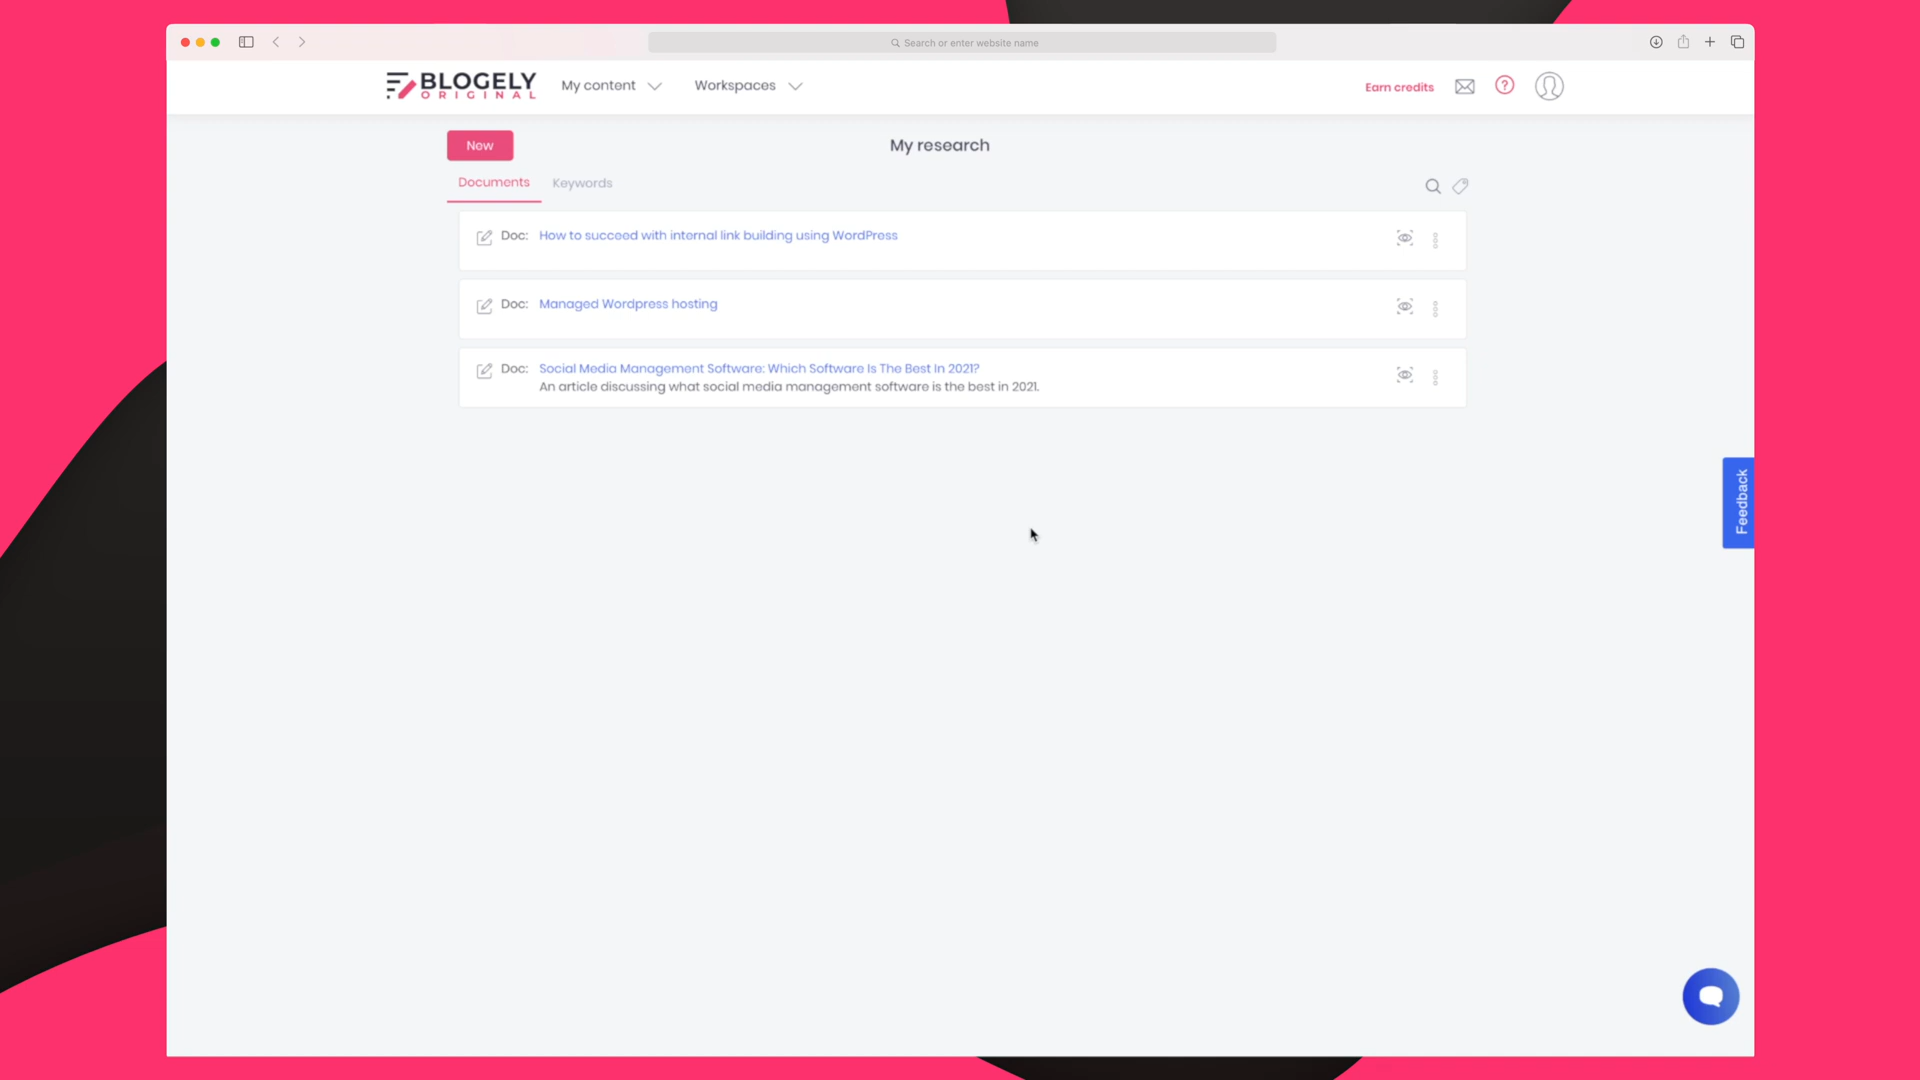 Search or enter website name
BLOGELY
ORIGINAL
My content
Workspaces
Earn credits
?
New
My research
Documents
Keywords
Doc: How to succeed with internal link building using WordPress
Doc: Managed Wordpress hosting
Doc: Social Media Management Software: Which Software Is The Best In 2021?
An article discussing what social media management software is the best in 2021.
Feedback